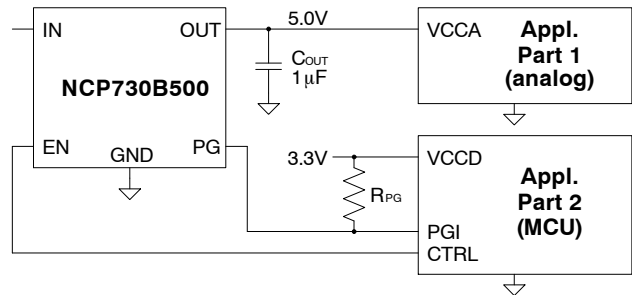 IN OUT
NCP730B500
EN GND PG
5.0V
COUT
1μF
VCCA
Appl.
Part 1
(analog)
3.3V
RPG
VCCD
PGI
CTRL
Appl.
Part 2
(MCU)